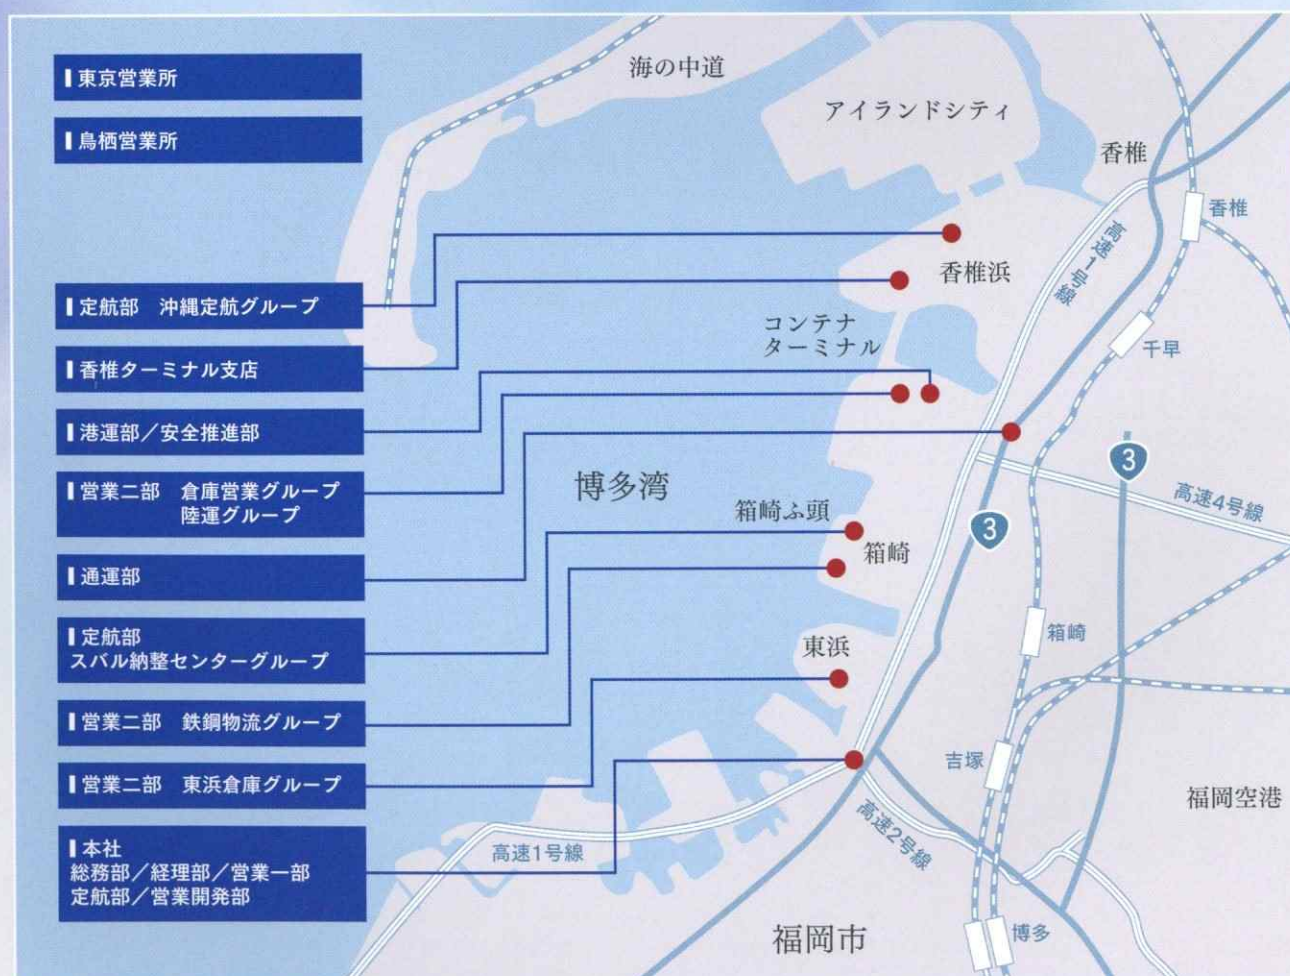 東京営業所
鳥栖営業所
定航部　沖縄定航グループ
香椎ターミナル支店
港運部／安全推進部
営業二部　倉庫営業グループ
陸運グループ
通運部
定航部
スバル納整センターグループ
営業二部　鉄鋼物流グループ
営業二部　東浜倉庫グループ
本社
総務部／経理部／営業一部
定航部／営業開発部
海の中道
アイランドシティ
香椎
香椎
高速1号線
香椎浜
コンテナ
ターミナル
千早
3
博多湾
高速4号線
箱崎ふ頭
3
箱崎
箱崎
東浜
吉塚
福岡空港
高速2号線
高速1号線
福岡市
博多